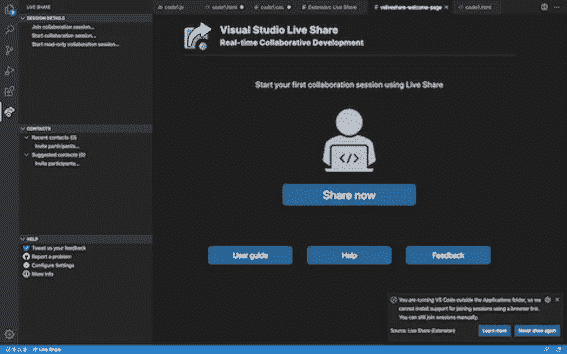 LIVE SHARE
code1.js
code1.html
code1.css
Extension: Live Share
vsliveshare-welcome-page
code1.html
SESSION DETAILS
Join collaboration session...
Start collaboration session...
Start read-only collaboration session...
CONTACTS
Recent contacts (0)
Invite participants...
Suggested contacts (0)
Invite participants...
HELP
Tweet us your feedback
Report a problem
Configure Settings
More Info
Visual Studio Live Share
Real-time Collaborative Development
Start your first collaboration session using Live Share
Share now
User guide
Help
Feedback
You are running VS Code outside the Applications folder, so we
cannot install support for joining sessions using a browser link.
You can still join sessions manually.
Source: Live Share (Extension)
Learn more
Never show again
Live Share